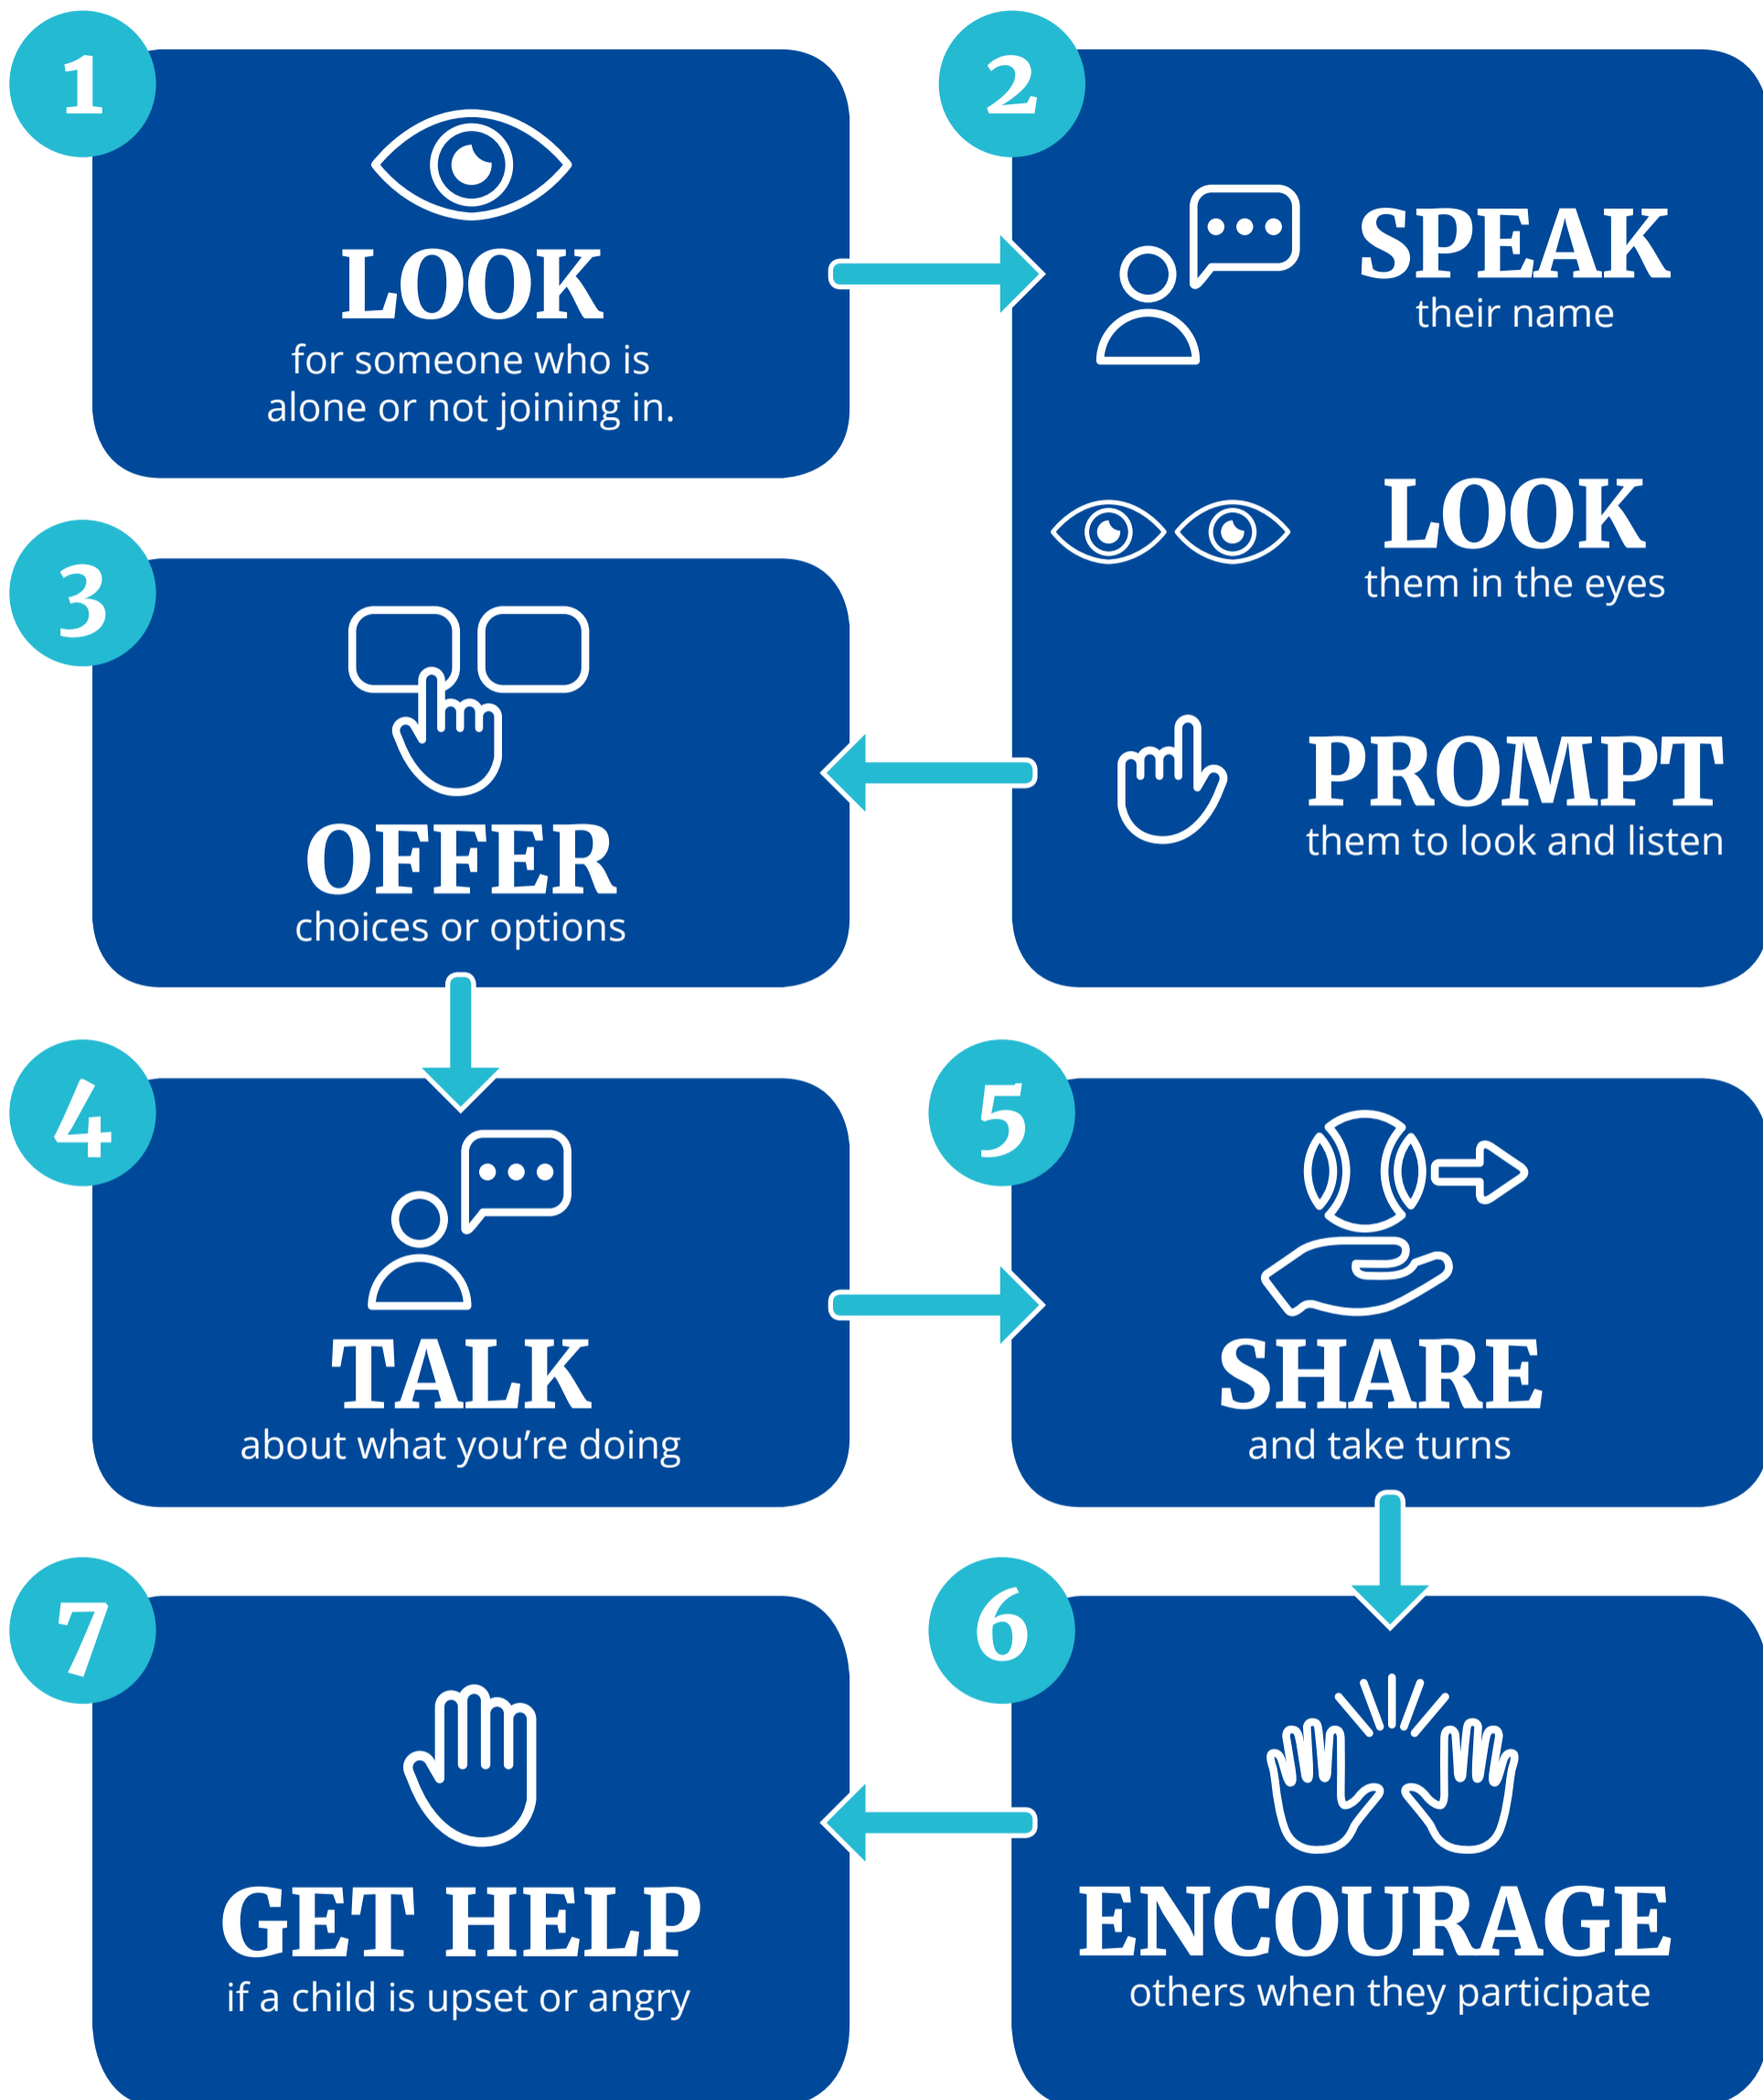 1
LOOK
for someone who is
alone or not joining in.
2
SPEAK
their name
LOOK
them in the eyes
PROMPT
them to look and listen
3
OFFER
choices or options
4
TALK
about what you’re doing
5
SHARE
and take turns
6
ENCOURAGE
others when they participate
7
GET HELP
if a child is upset or angry